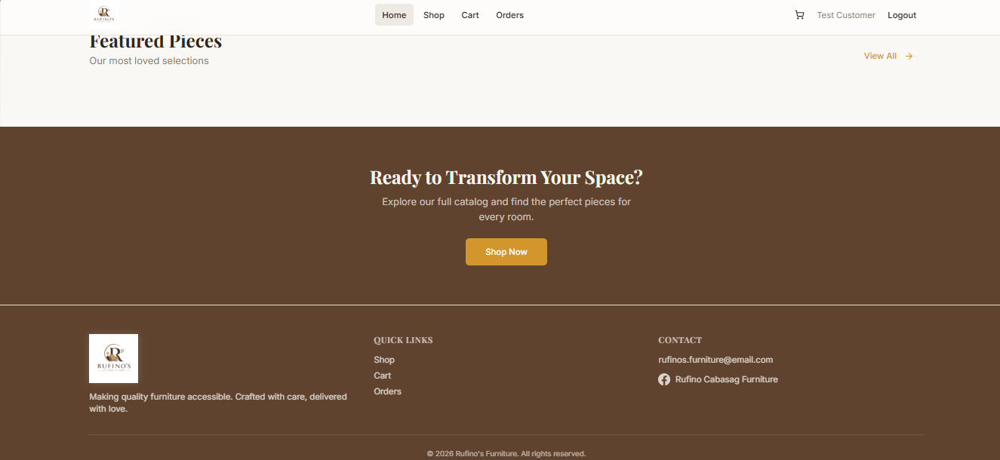 R
RUFINO'S
Home
Shop
Cart
Orders
Test Customer
Logout
Featured Pieces
Our most loved selections
View All
Ready to Transform Your Space?
Explore our full catalog and find the perfect pieces for
every room.
Shop Now
R
RUFINO'S
FURNITURE
Making quality furniture accessible. Crafted with care, delivered
with love.
QUICK LINKS
Shop
Cart
Orders
CONTACT
rufinos.furniture@email.com
Rufino Cabasag Furniture
© 2026 Rufino's Furniture. All rights reserved.